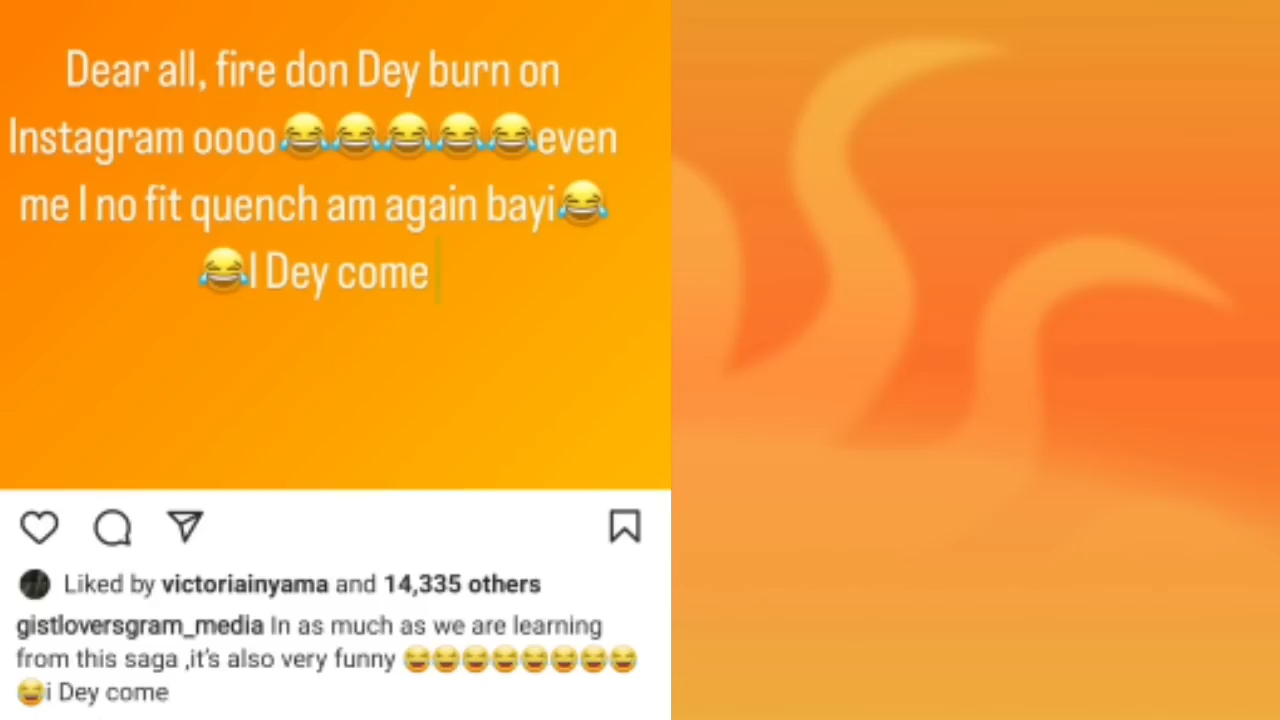 Dear all, fire don Dey burn on
Instagram oooo😂😂😂😂😂even
me I no fit quench am again bayi😂
😂I Dey come
Liked by victoriainyama and 14,335 others
gistloversgram_media In as much as we are learning
from this saga ,it's also very funny 😂😂😂😂😂😂😂😂
😂i Dey come